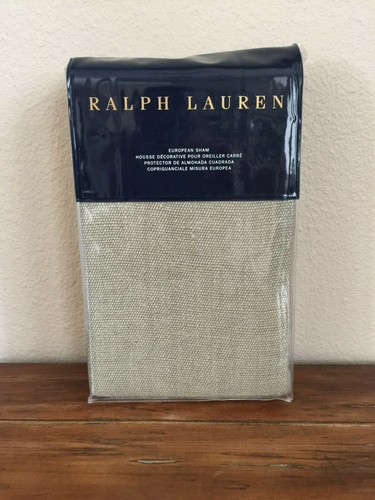 RALPH LAUREN
EUROPEAN SHAM
HOUSSE DÉCORATIVE POUR OREILLER CARRÉ
PROTECTOR DE ALMOHADA CUADRADA
COPRIGUANCIALE MISURA EUROPEA